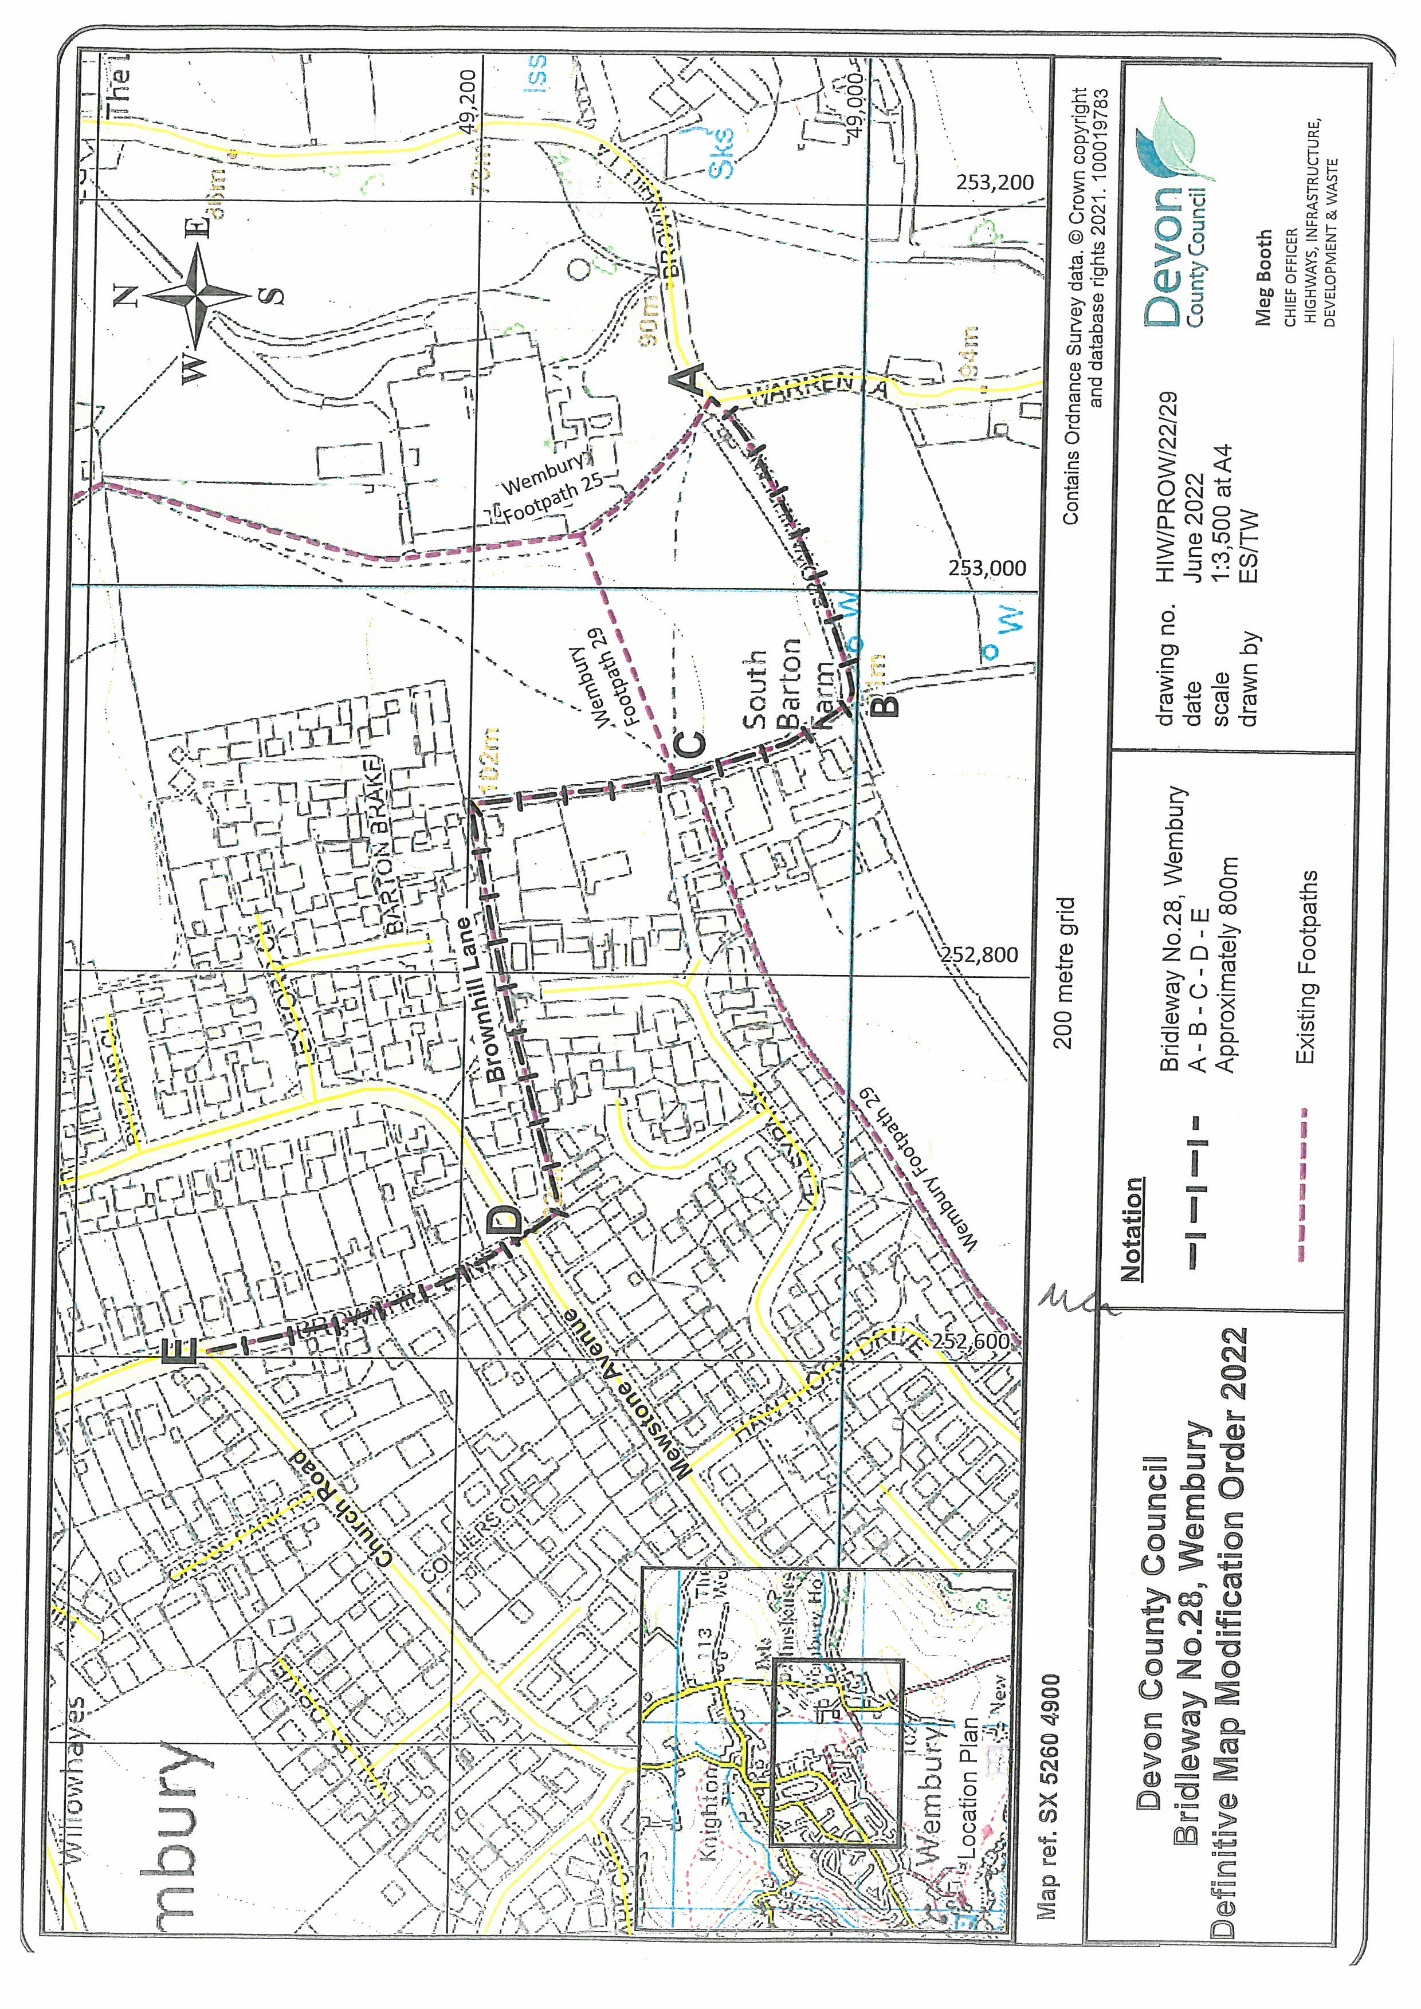 N
W
E
S
Iss
49,200
Sks
49,000
253,200
90m
94m
A
Wembury
Footpath 25
253,000
Wembury
Footpath 29
C
South
Barton
Farm
B
W
W
102m
BARTON BRAKE
Brownhill Lane
252,800
D
E
Wembury Footpath 29
Mewstone Avenue
252,600
Church Road
Willowhayes
mbury
Knighton
Wembury
Location Plan
New
13
Map ref. SX 5260 4900
200 metre grid
Contains Ordnance Survey data. © Crown copyright
and database rights 2021. 100019783
Devon County Council
Bridleway No.28, Wembury
Definitive Map Modification Order 2022
Notation
Bridleway No.28, Wembury
A - B - C - D - E
Approximately 800m
Existing Footpaths
drawing no. HIW/PROW/22/29
date June 2022
scale 1:3,500 at A4
drawn by ES/TW
Devon
County Council
Meg Booth
CHIEF OFFICER
HIGHWAYS, INFRASTRUCTURE,
DEVELOPMENT & WASTE